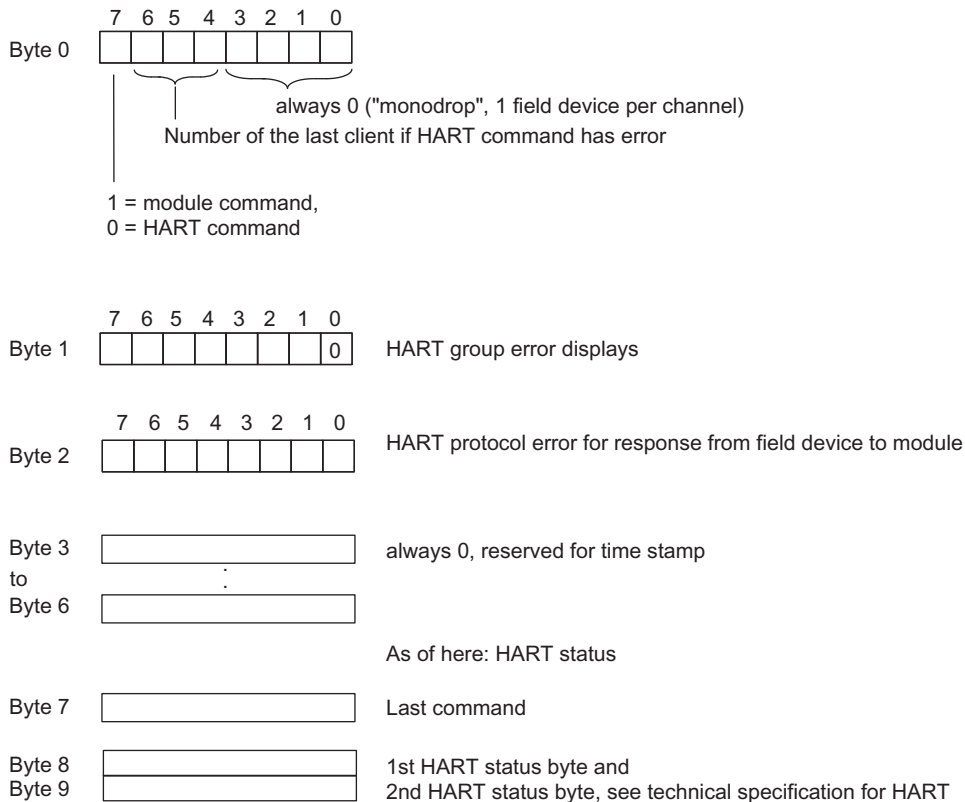 7 6 5 4 3 2 1 0
Byte 0
always 0 ("monodrop", 1 field device per channel)
Number of the last client if HART command has error
1 = module command,
0 = HART command
7 6 5 4 3 2 1 0
Byte 1 0 HART group error displays
7 6 5 4 3 2 1 0
Byte 2 HART protocol error for response from field device to module
Byte 3 always 0, reserved for time stamp
to :
Byte 6
As of here: HART status
Byte 7 Last command
Byte 8 1st HART status byte and
Byte 9 2nd HART status byte, see technical specification for HART